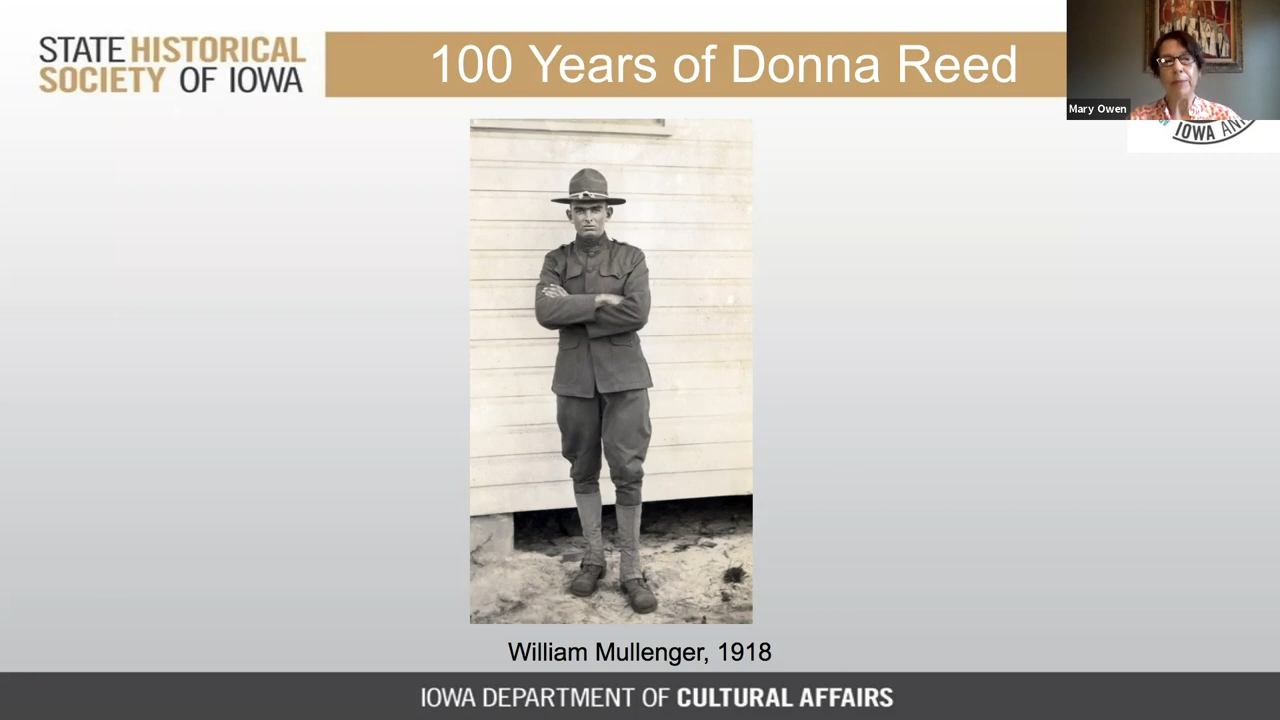 STATE HISTORICAL
SOCIETY OF IOWA
100 Years of Donna Reed
Mary Owen
IOWA
William Mullenger, 1918
IOWA DEPARTMENT OF CULTURAL AFFAIRS